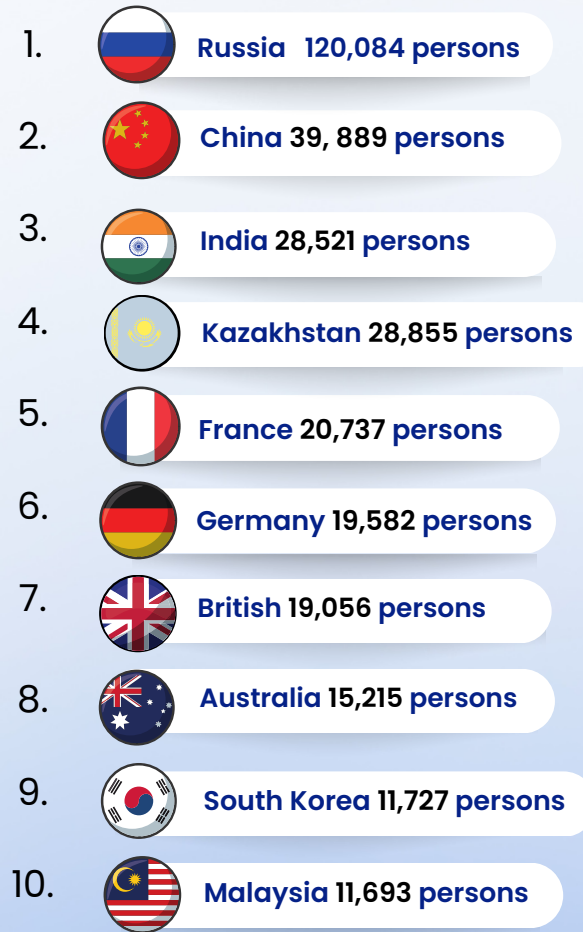 1. Russia 120,084 persons
2. China 39, 889 persons
3. India 28,521 persons
4. Kazakhstan 28,855 persons
5. France 20,737 persons
6. Germany 19,582 persons
7. British 19,056 persons
8. Australia 15,215 persons
9. South Korea 11,727 persons
10. Malaysia 11,693 persons